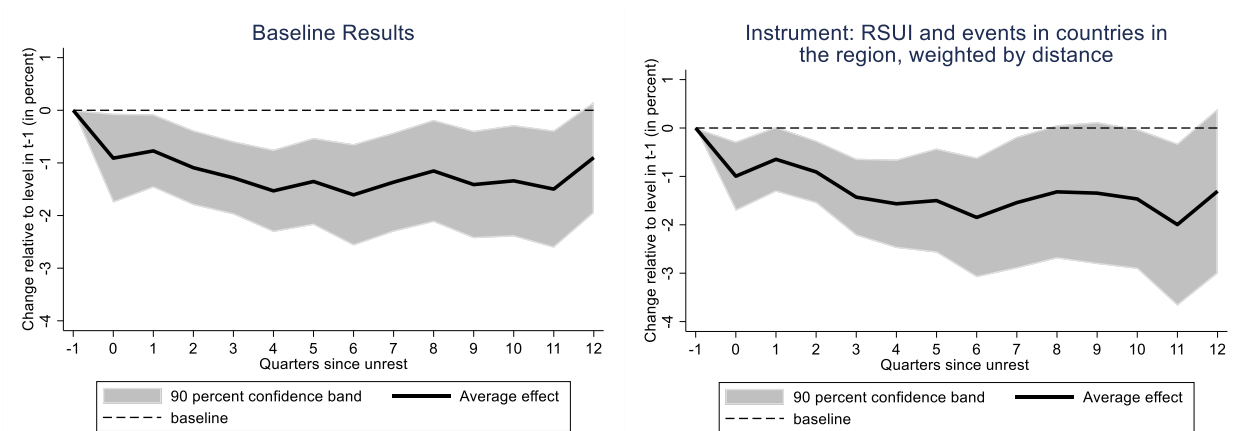 Baseline Results
Change relative to level in t-1 (in percent)
1
0
-1
-2
-3
-4
-1 0 1 2 3 4 5 6 7 8 9 10 11 12
Quarters since unrest
90 percent confidence band Average effect
baseline
Instrument: RSUI and events in countries in
the region, weighted by distance
Change relative to level in t-1 (in percent)
1
0
-1
-2
-3
-4
-1 0 1 2 3 4 5 6 7 8 9 10 11 12
Quarters since unrest
90 percent confidence band Average effect
baseline